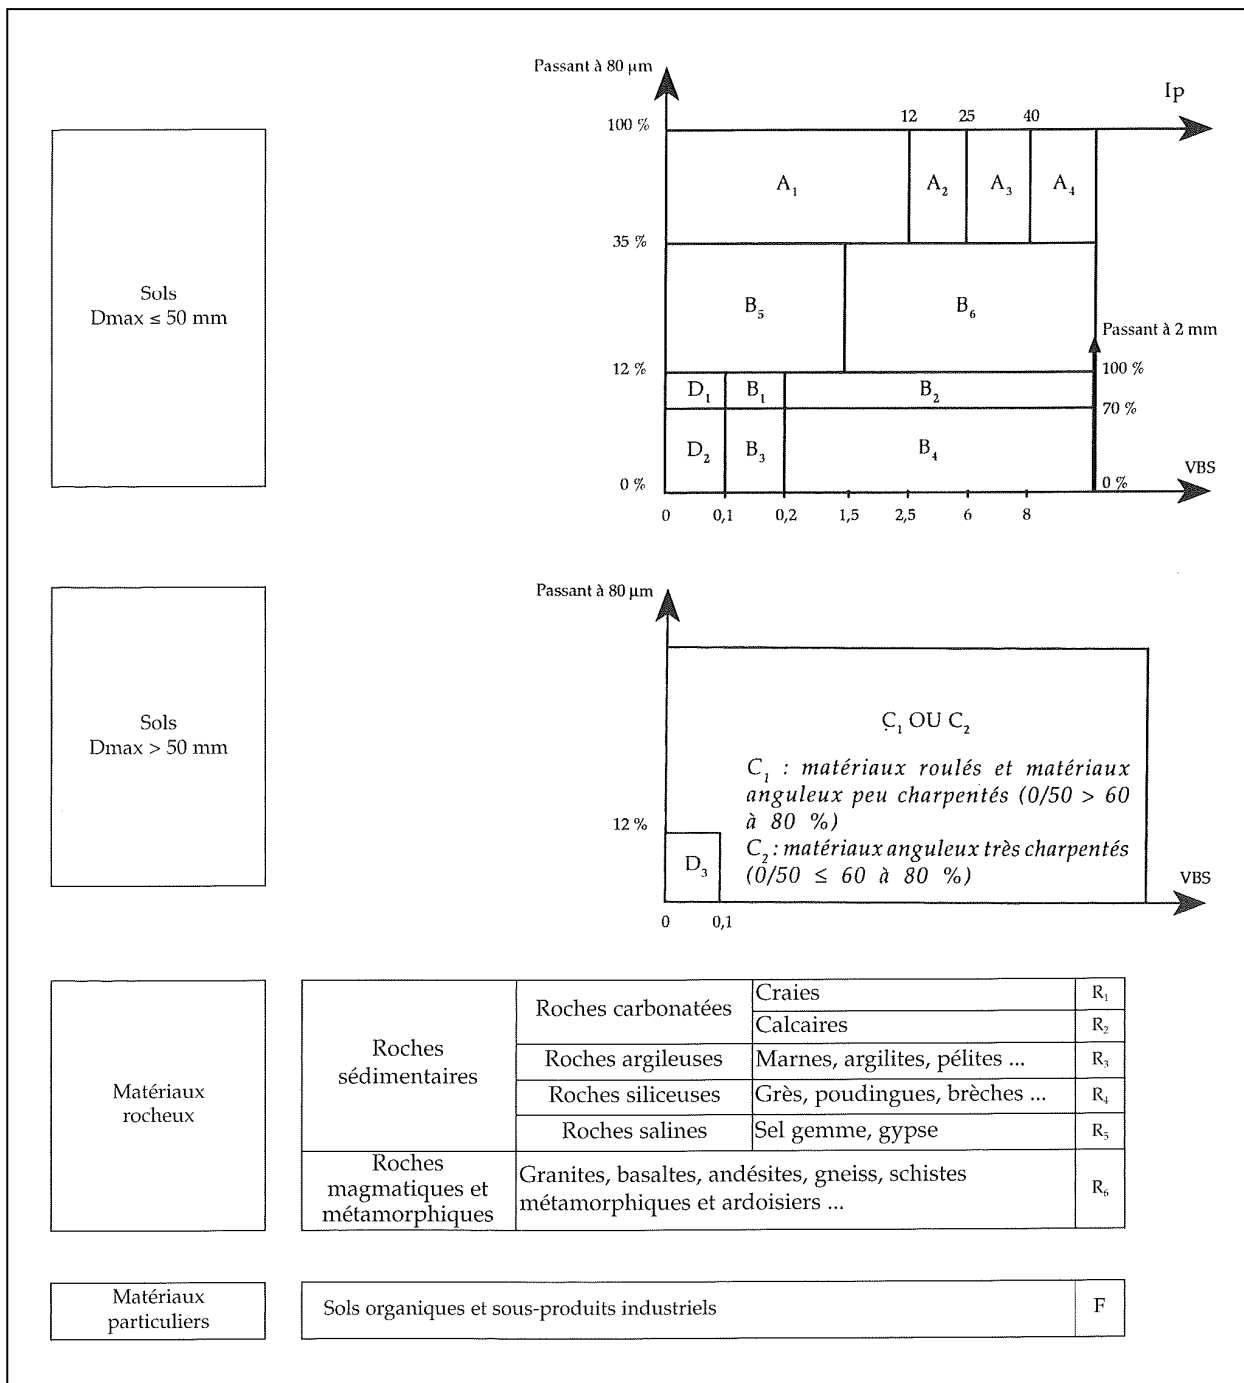 Passant à 80 µm
Ip
100 %
12
25
40
A₁
A₂
A₃
A₄
35 %
Sols
Dmax ≤ 50 mm
B₅
B₆
Passant à 2 mm
12 %
100 %
D₁
B₁
B₂
70 %
D₂
B₃
B₄
0 %
0 %
VBS
0
0,1
0,2
1,5
2,5
6
8
Passant à 80 µm
Sols
Dmax > 50 mm
C₁ OU C₂
C₁ : matériaux roulés et matériaux
anguleux peu charpentés (0/50 > 60
à 80 %)
C₂ : matériaux anguleux très charpentés
(0/50 ≤ 60 à 80 %)
12 %
D₃
VBS
0
0,1
Matériaux
rocheux
Roches
sédimentaires
Roches carbonatées
Craies
R₁
Calcaires
R₂
Roches argileuses
Marnes, argilites, pélites ...
R₃
Roches siliceuses
Grès, poudingues, brèches ...
R₄
Roches salines
Sel gemme, gypse
R₅
Roches
magmatiques et
métamorphiques
Granites, basaltes, andésites, gneiss, schistes
métamorphiques et ardoisiers ...
R₆
Matériaux
particuliers
Sols organiques et sous-produits industriels
F